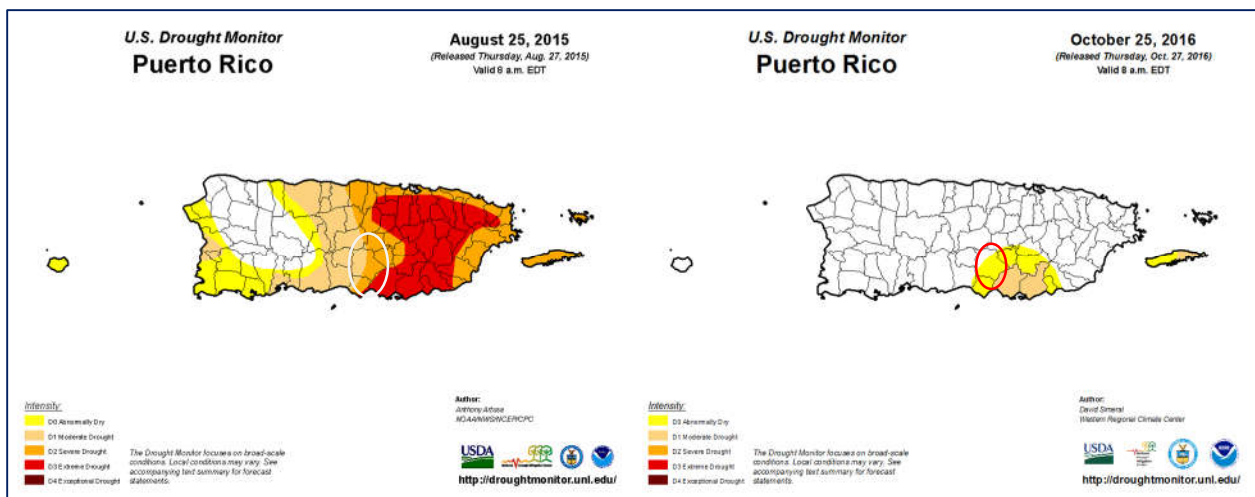 U.S. Drought Monitor
Puerto Rico
August 25, 2015
(Released Thursday, Aug. 27, 2015)
Valid 8 a.m. EDT
Intensity:
D0 Abnormally Dry
D1 Moderate Drought
D2 Severe Drought
D3 Extreme Drought
D4 Exceptional Drought
The Drought Monitor focuses on broad-scale
conditions. Local conditions may vary. See
accompanying text summary for forecast
statements.
Author:
Anthony Artusa
NOAA/NWS/NCEP/CPC
USDA
http://droughtmonitor.unl.edu/
U.S. Drought Monitor
Puerto Rico
October 25, 2016
(Released Thursday, Oct. 27, 2016)
Valid 8 a.m. EDT
Intensity:
D0 Abnormally Dry
D1 Moderate Drought
D2 Severe Drought
D3 Extreme Drought
D4 Exceptional Drought
The Drought Monitor focuses on broad-scale
conditions. Local conditions may vary. See
accompanying text summary for forecast
statements.
Author:
David Simeral
Western Regional Climate Center
USDA
http://droughtmonitor.unl.edu/